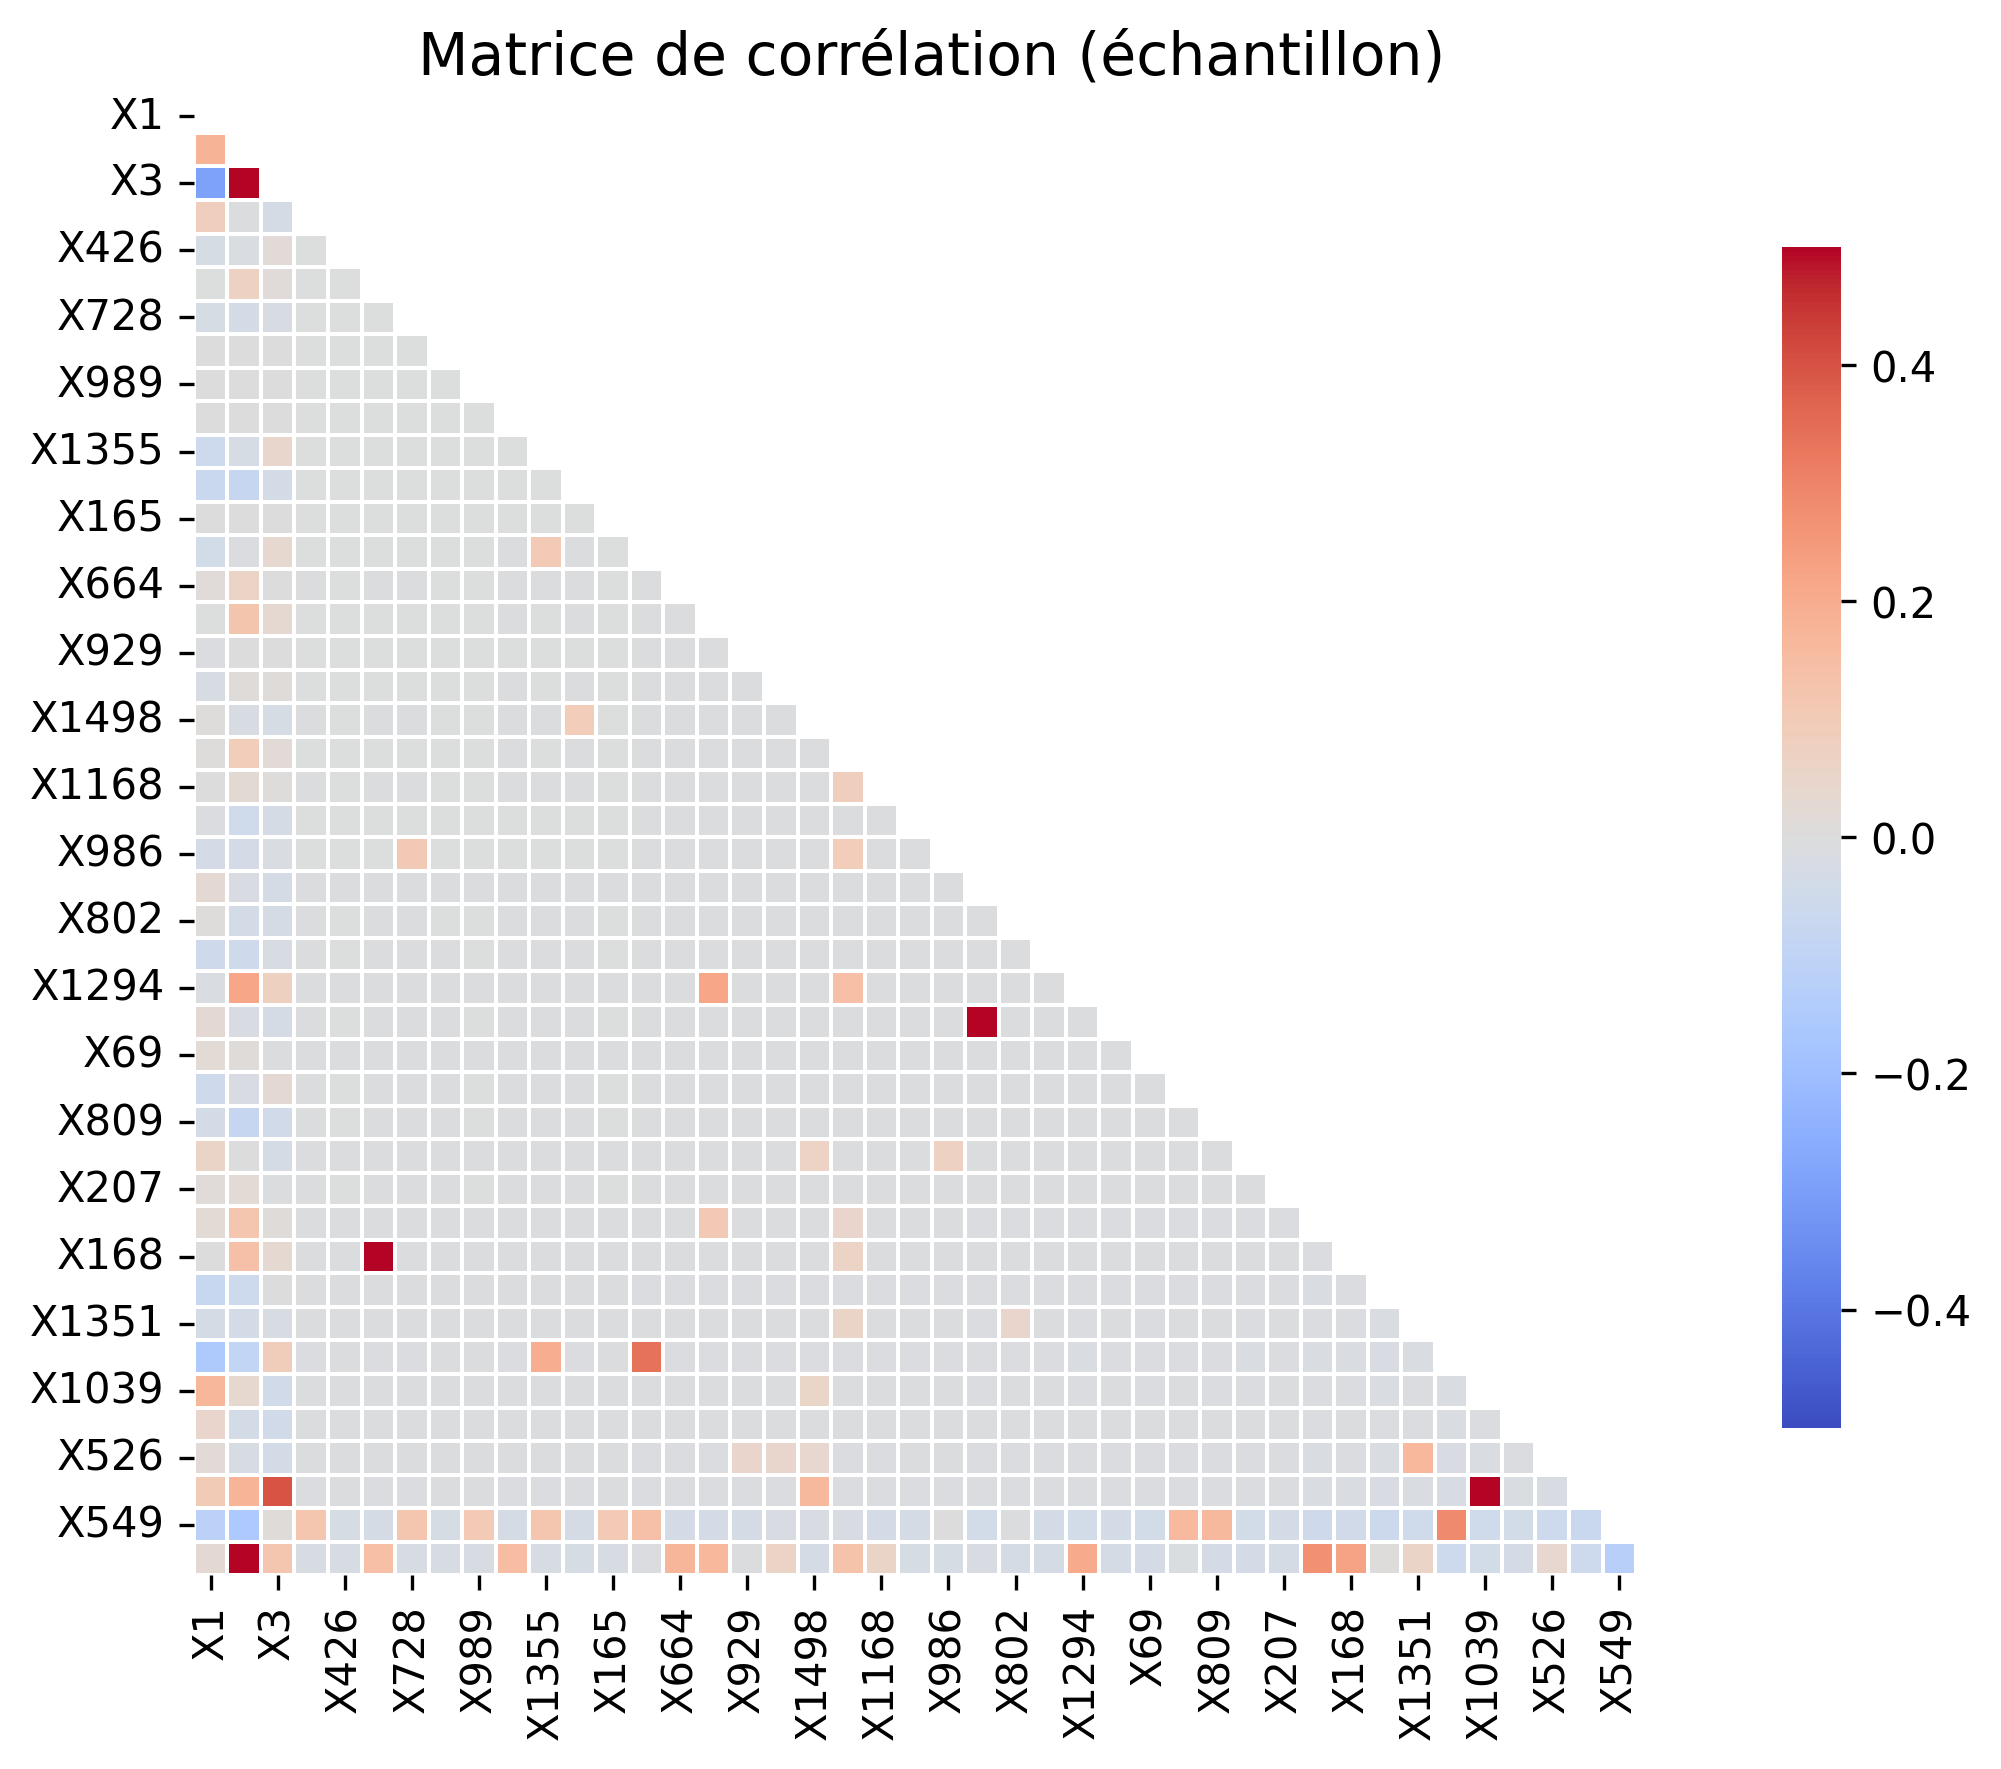 Matrice de corrélation (échantillon)
X1
X3
X426
X728
X989
X1355
X165
X664
X929
X1498
X1168
X986
X802
X1294
X69
X809
X207
X168
X1351
X1039
X526
X549
X1
X3
X426
X728
X989
X1355
X165
X664
X929
X1498
X1168
X986
X802
X1294
X69
X809
X207
X168
X1351
X1039
X526
X549
0.4
0.2
0.0
−0.2
−0.4